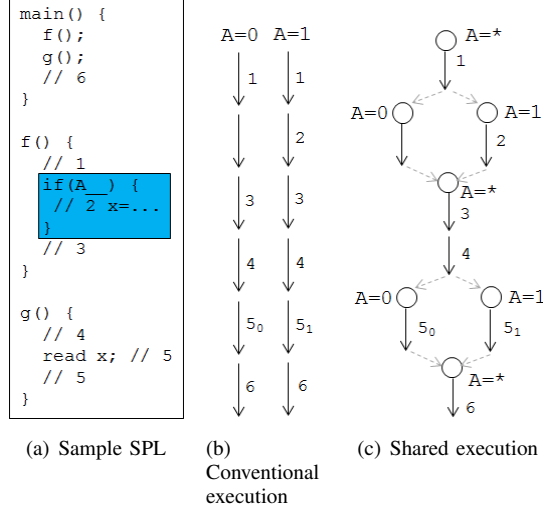 main() {
f();
g();
// 6
}
f() {
// 1
if(A__) {
// 2 x=...
}
// 3
}
g() {
// 4
read x; // 5
// 5
}
(a) Sample SPL
A=0 A=1
1 1
2
3 3
4 4
5₀ 5₁
6 6
(b)
Conventional
execution
A=*
1
A=0 A=1
2
A=*
3
4
A=0 A=1
5₀ 5₁
A=*
6
(c) Shared execution